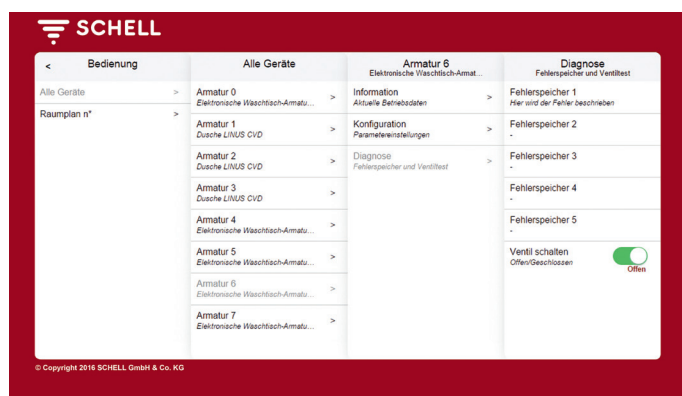 SCHELL
< Bedienung
Alle Geräte >
Raumplan n* >
Alle Geräte
Armatur 0 >
Elektronische Waschtisch-Armatu...
Armatur 1 >
Dusche LINUS CVD
Armatur 2 >
Dusche LINUS CVD
Armatur 3 >
Dusche LINUS CVD
Armatur 4 >
Elektronische Waschtisch-Armatu...
Armatur 5 >
Elektronische Waschtisch-Armatu...
Armatur 6 >
Elektronische Waschtisch-Armatu...
Armatur 7 >
Elektronische Waschtisch-Armatu...
Armatur 6
Elektronische Waschtisch-Armat...
Information >
Aktuelle Betriebsdaten
Konfiguration >
Parametereinstellungen
Diagnose >
Fehlerspeicher und Ventiltest
Diagnose
Fehlerspeicher und Ventiltest
Fehlerspeicher 1
Hier wird der Fehler beschrieben
Fehlerspeicher 2
-
Fehlerspeicher 3
-
Fehlerspeicher 4
-
Fehlerspeicher 5
-
Ventil schalten
Offen/Geschlossen
Offen
© Copyright 2016 SCHELL GmbH & Co. KG